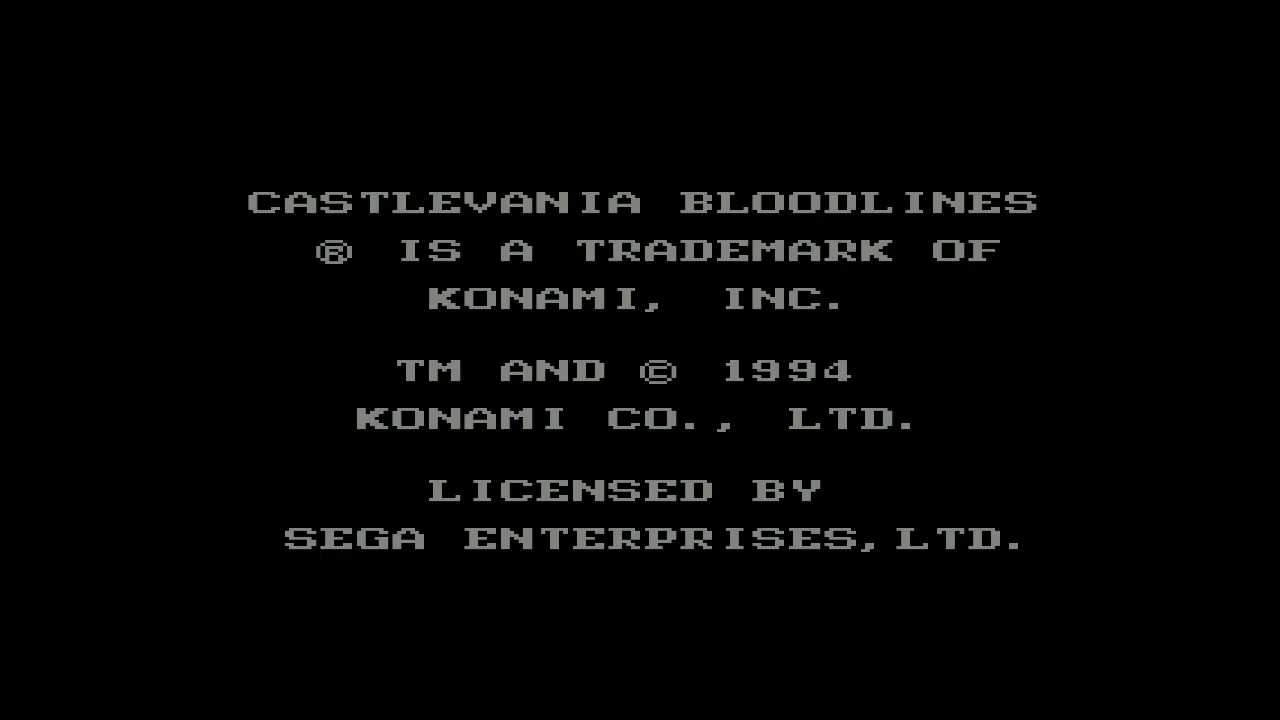 CASTLEVANIA BLOODLINES
® IS A TRADEMARK OF
KONAMI, INC.
TM AND © 1994
KONAMI CO., LTD.
LICENSED BY
SEGA ENTERPRISES,LTD.